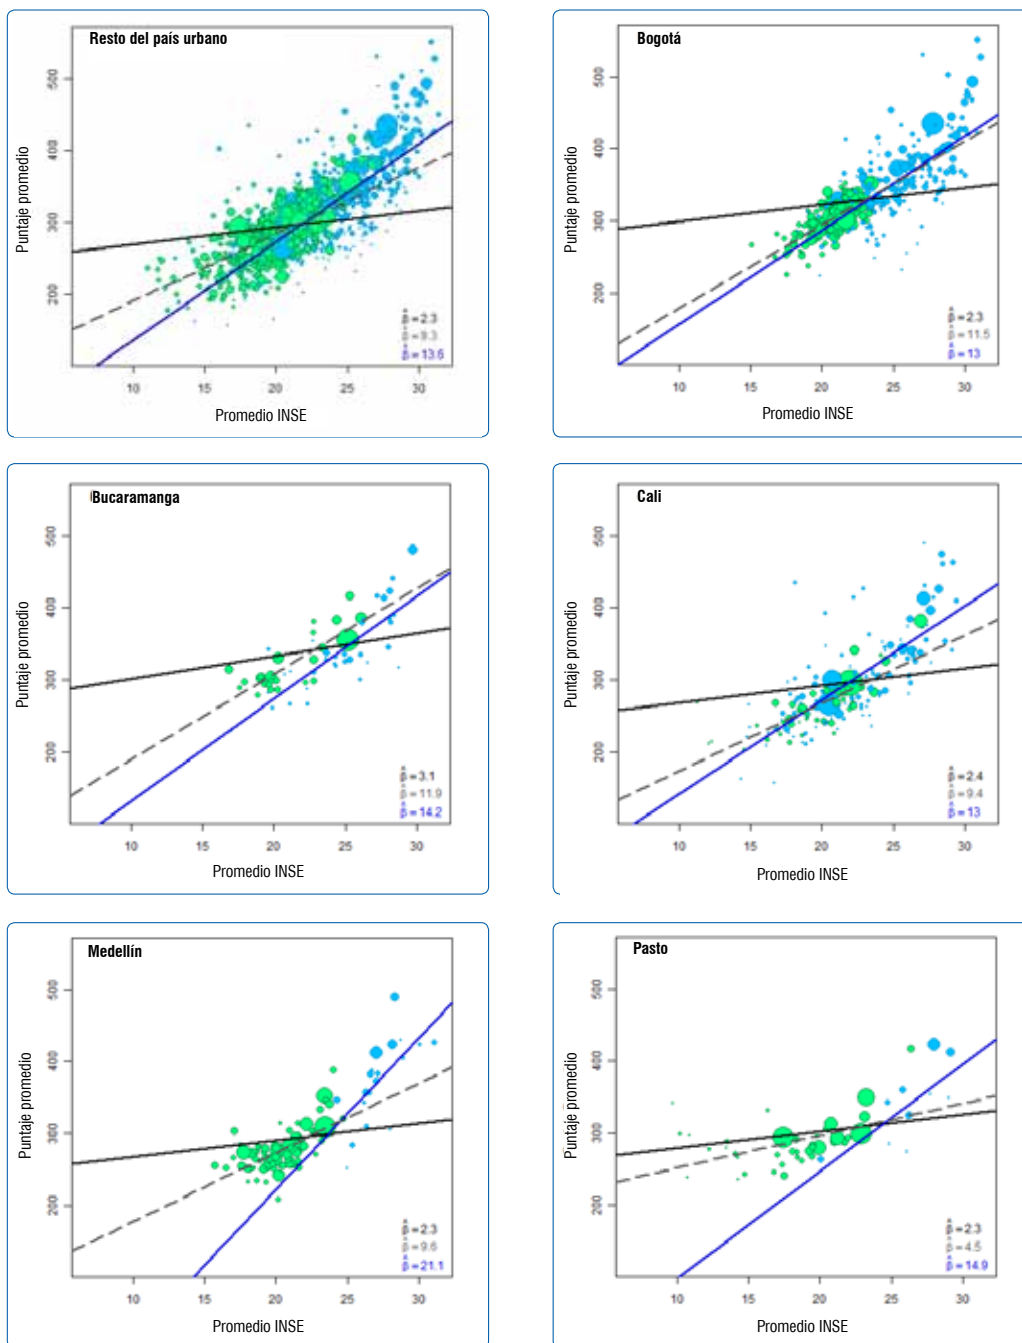 Resto del país urbano
Puntaje promedio
500
400
300
200
β̂ = 2.3
β̂ = 9.3
β̂ = 13.6
10 15 20 25 30
Promedio INSE
Bogotá
Puntaje promedio
500
400
300
200
β̂ = 2.3
β̂ = 11.5
β̂ = 13
10 15 20 25 30
Promedio INSE
Bucaramanga
Puntaje promedio
500
400
300
200
β̂ = 3.1
β̂ = 11.9
β̂ = 14.2
10 15 20 25 30
Promedio INSE
Cali
Puntaje promedio
500
400
300
200
β̂ = 2.4
β̂ = 9.4
β̂ = 13
10 15 20 25 30
Promedio INSE
Medellín
Puntaje promedio
500
400
300
200
β̂ = 2.3
β̂ = 9.6
β̂ = 21.1
10 15 20 25 30
Promedio INSE
Pasto
Puntaje promedio
500
400
300
200
β̂ = 2.3
β̂ = 4.5
β̂ = 14.9
10 15 20 25 30
Promedio INSE